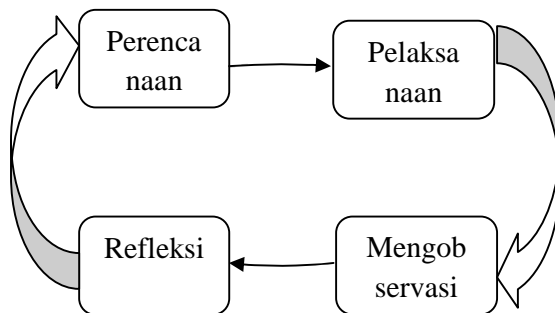 Perenca
naan
Pelaksa
naan
Refleksi
Mengob
servasi